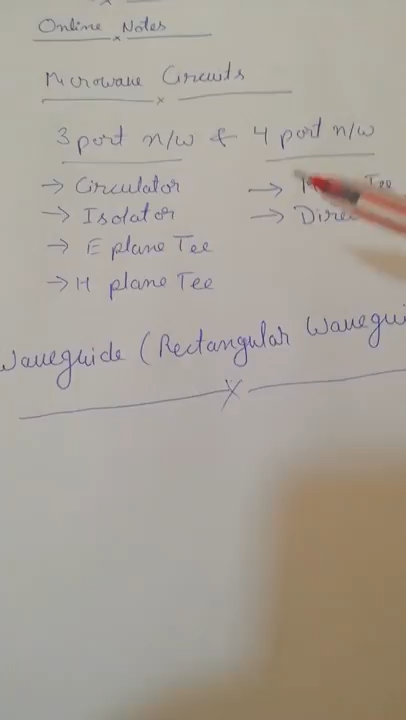 Online Notes
Microwave Circuits
3 port n/w & 4 port n/w
→ Circulator →
→ Isolator →
→ E plane Tee
→ H plane Tee
Waveguide (Rectangular